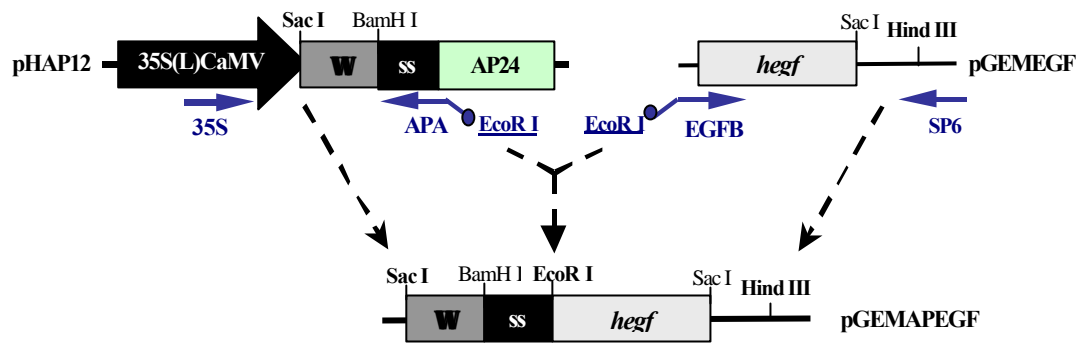 Sac I BamH I Sac I Hind III
pHAP12 35S(L)CaMV W ss AP24 hegf pGEMEGF
35S APA EcoR I EcoR I EGFB SP6
Sac I BamH I EcoR I Sac I Hind III
W ss hegf pGEMAPEGF